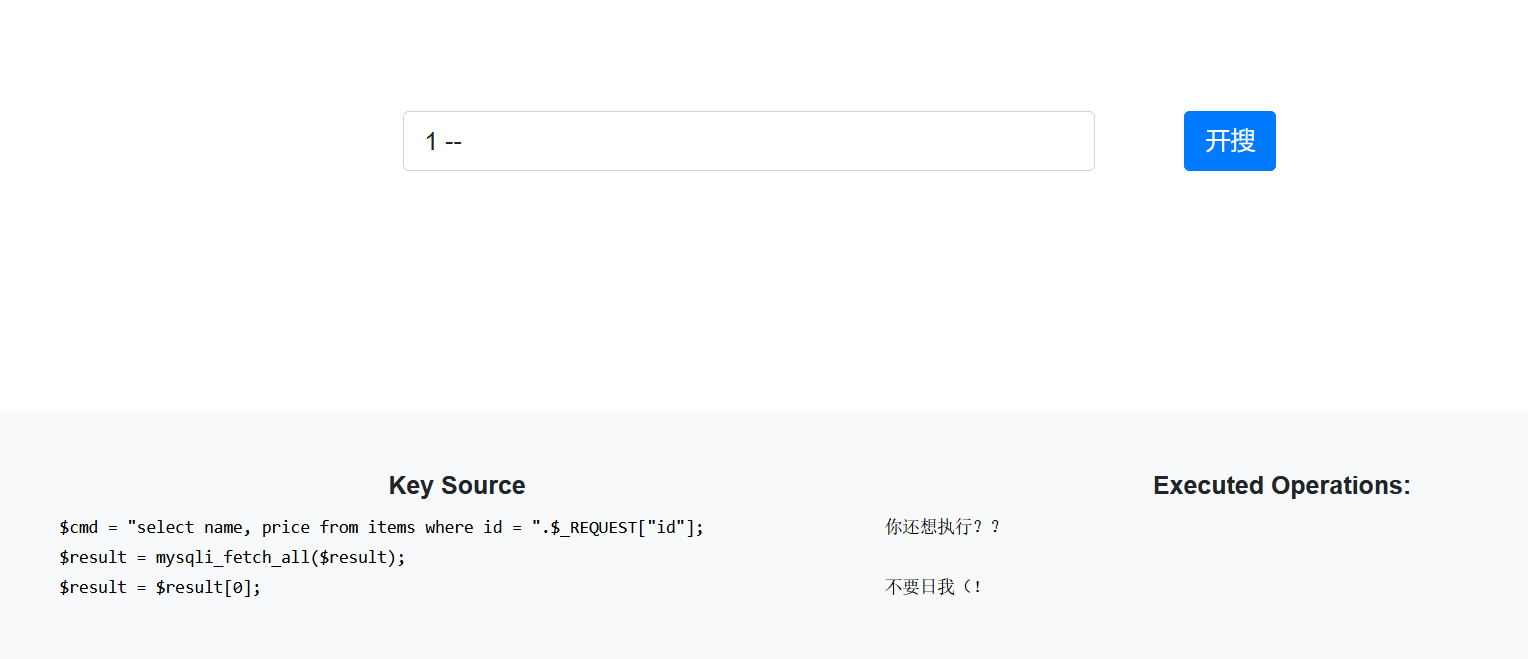 1 --
开搜
Key Source
$cmd = "select name, price from items where id = ".$_REQUEST["id"];
$result = mysqli_fetch_all($result);
$result = $result[0];
Executed Operations:
你还想执行？？
不要日我（!